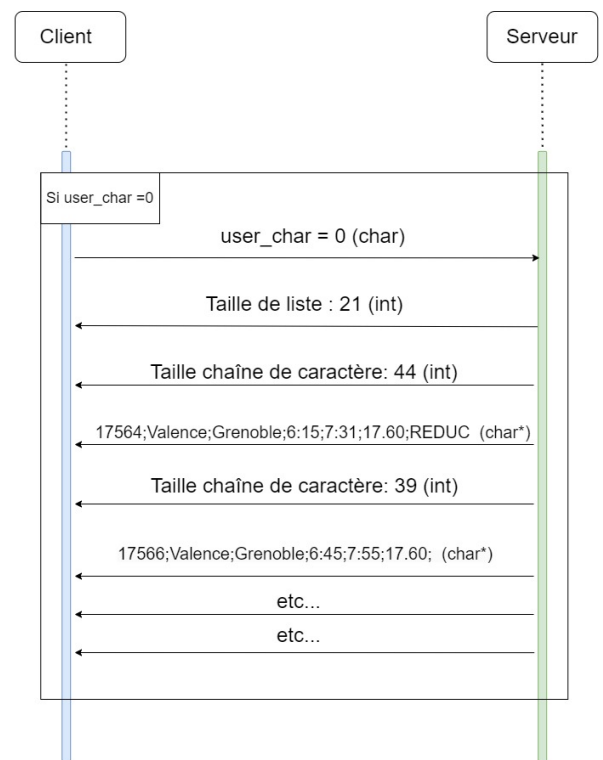 Client
Serveur
Si user_char =0
user_char = 0 (char)
Taille de liste : 21 (int)
Taille chaîne de caractère: 44 (int)
17564;Valence;Grenoble;6:15;7:31;17.60;REDUC (char*)
Taille chaîne de caractère: 39 (int)
17566;Valence;Grenoble;6:45;7:55;17.60; (char*)
etc...
etc...